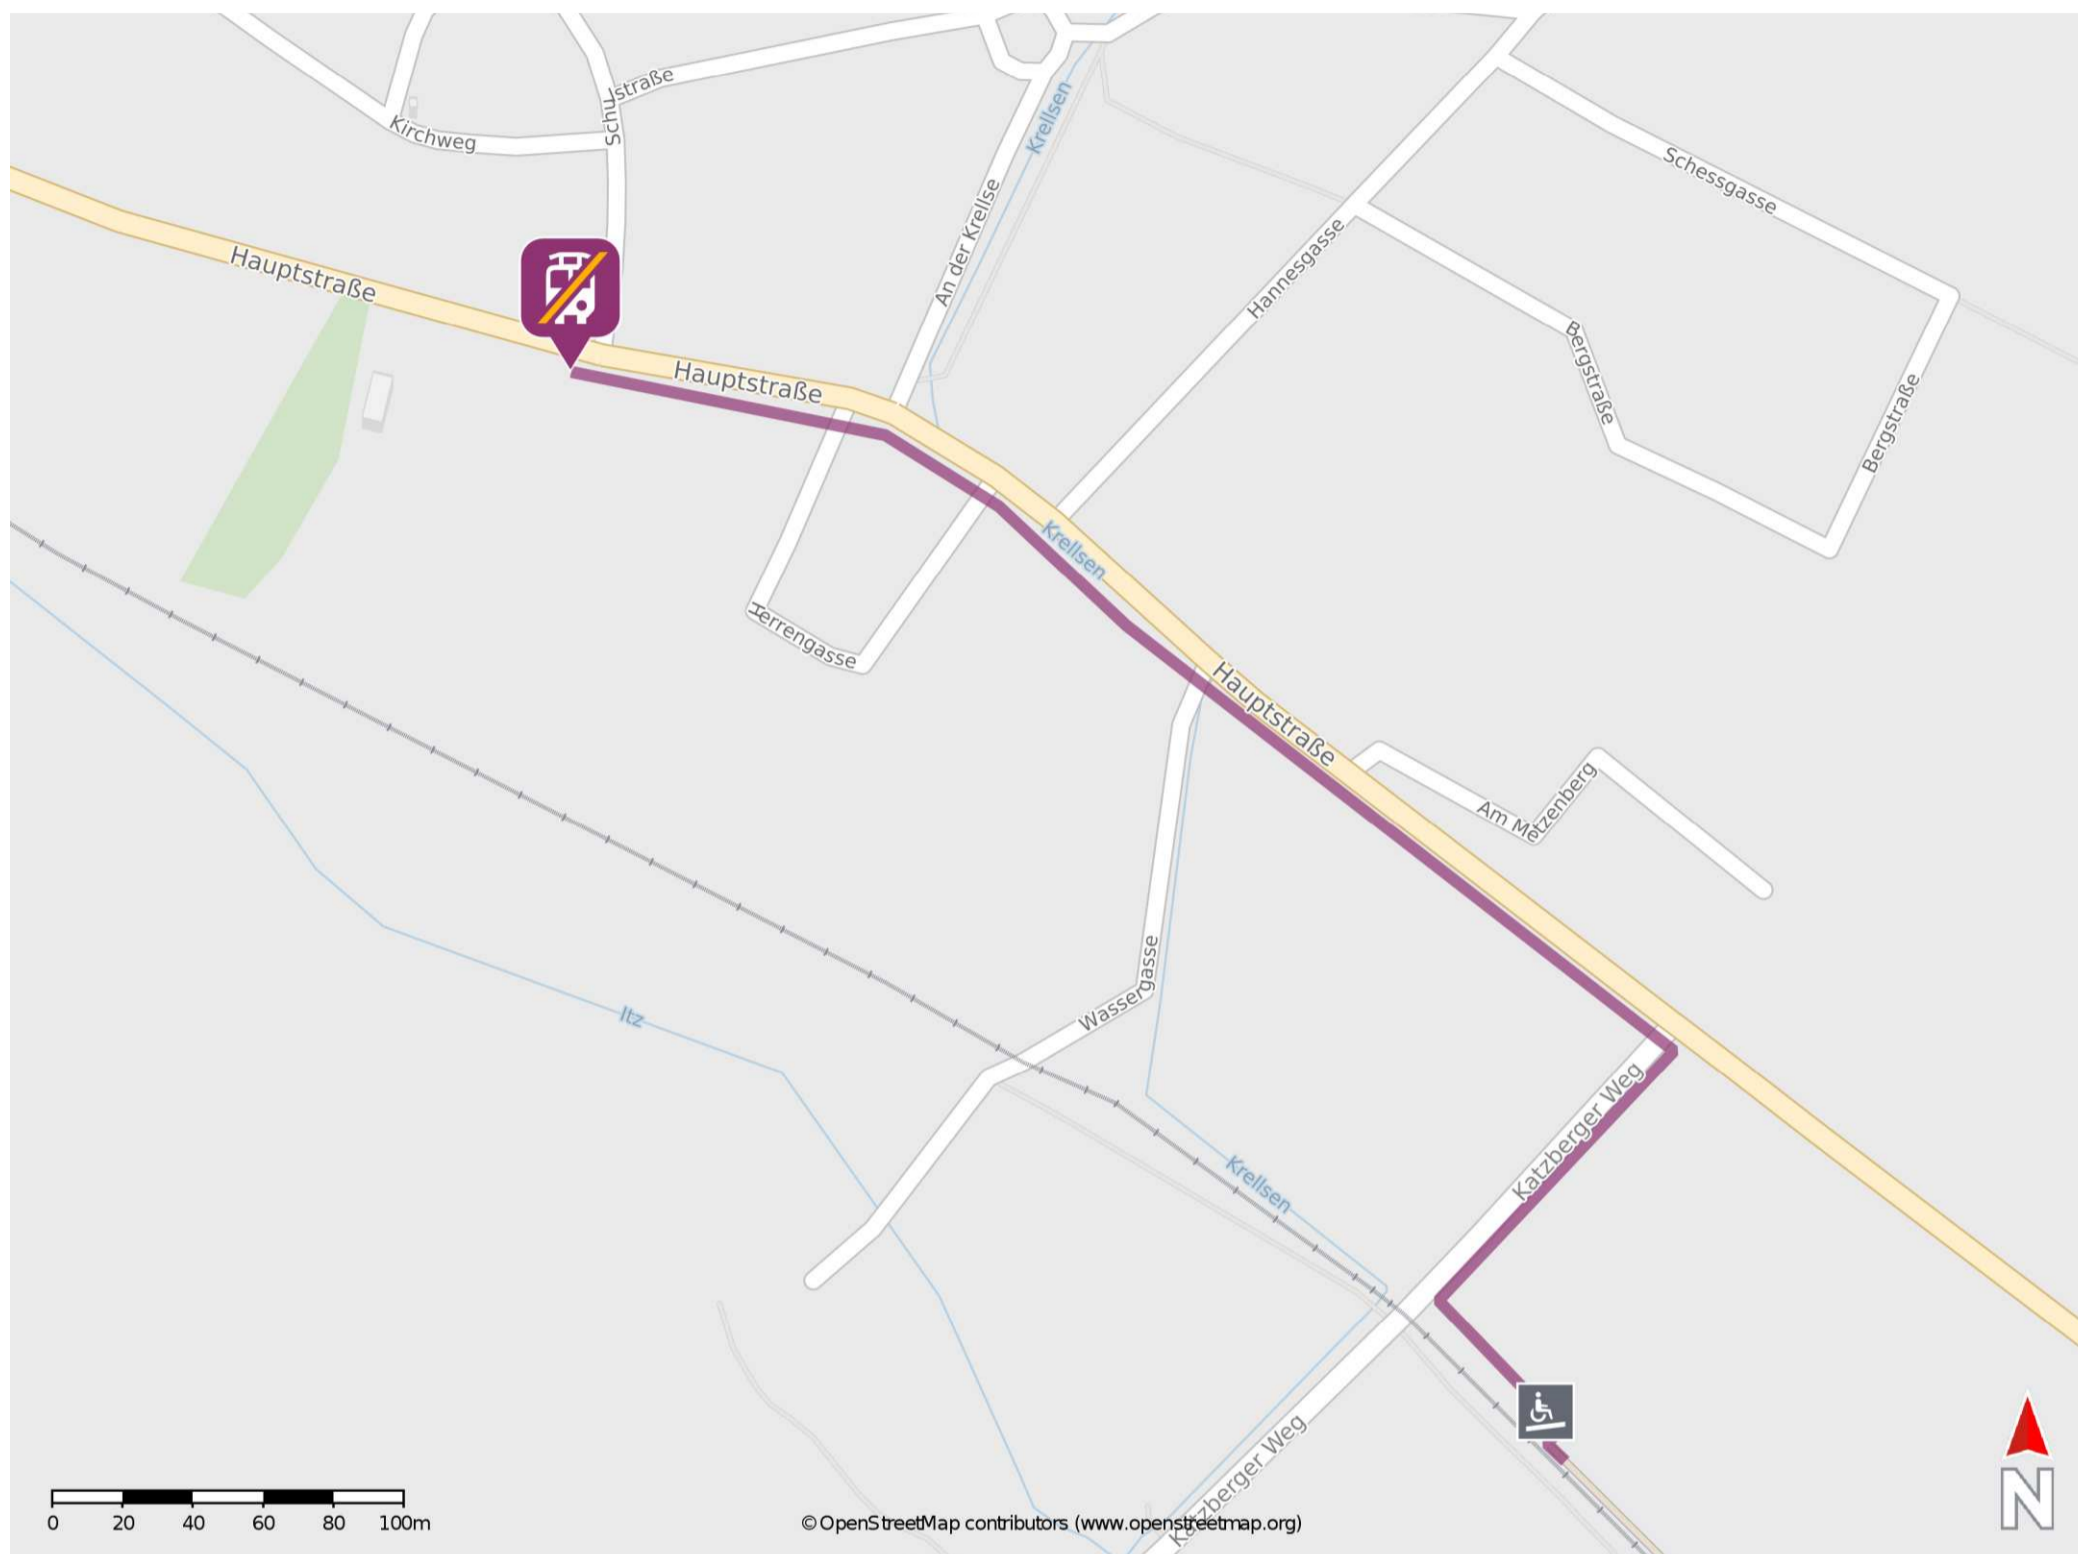 Schulstraße
Kirchweg
Krellsen
Schessgasse
An der Krellse
Hannesgasse
Hauptstraße
Hauptstraße
Bergstraße
Bergstraße
Krellsen
Herrengasse
Hauptstraße
Am Metzenberg
Wassergasse
Itz
Katzberger Weg
Krellsen
Katzberger Weg
N
0 20 40 60 80 100m
© OpenStreetMap contributors (www.openstreetmap.org)